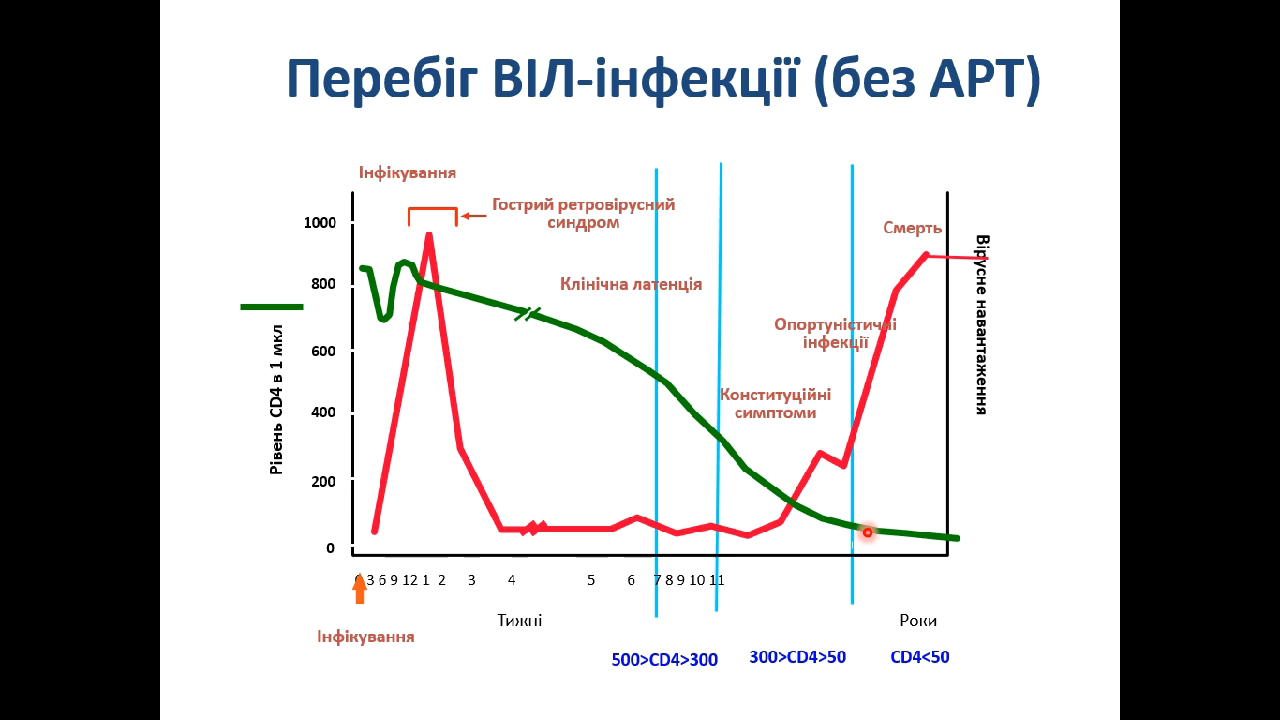 Перебіг ВІЛ-інфекції (без АРТ)
Інфікування
Гострий ретровірусний
синдром
Клінічна латенція
Смерть
Опортуністичні
інфекції
Конституційні
симптоми
Рівень CD4 в 1 мкл
1000
800
600
400
200
0
Вірусне навантаження
0 3 6 9 12 1 2 3 4 5 6 7 8 9 10 11
Тижні
Роки
Інфікування
500>CD4>300
300>CD4>50
CD4<50